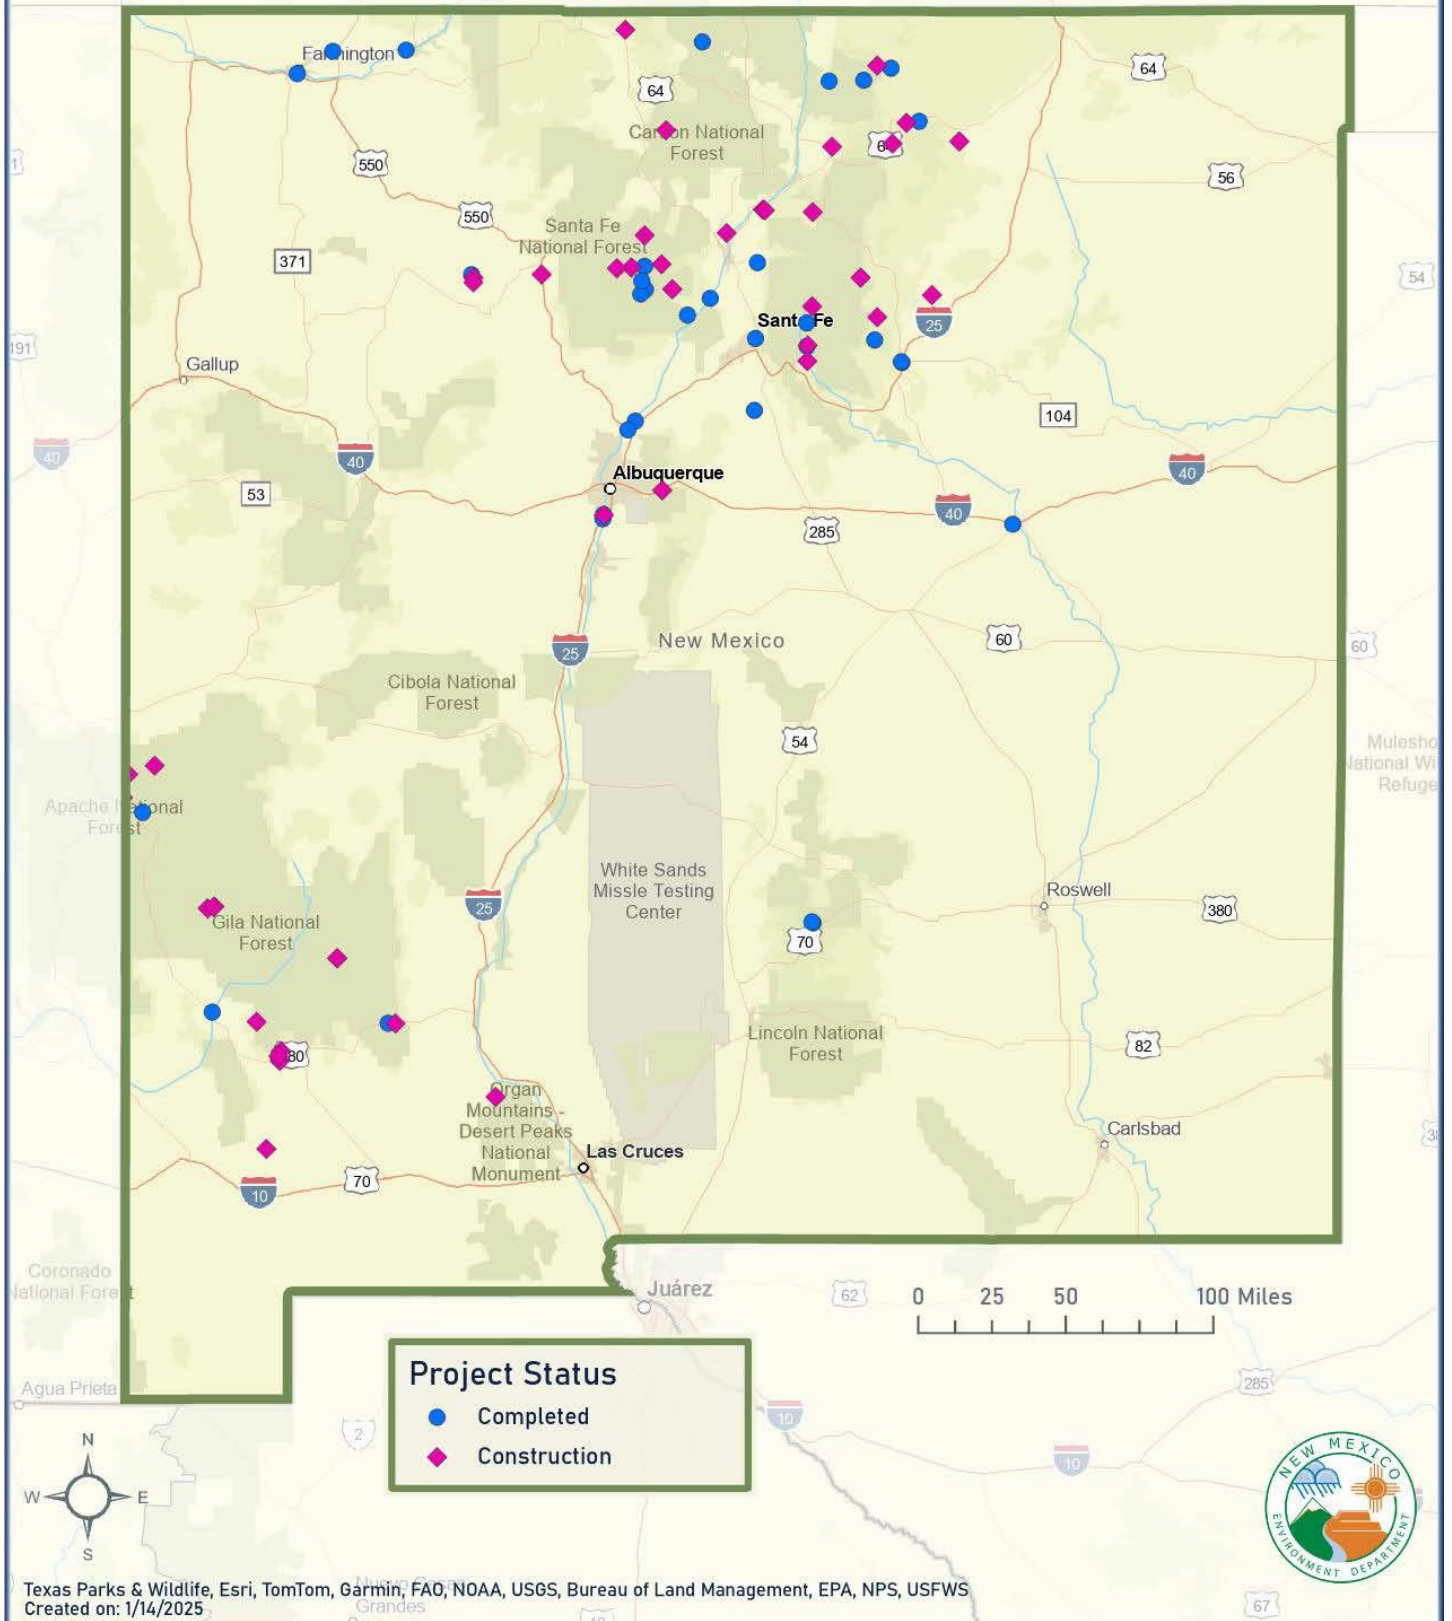 Farmington
64
64
Carson National
Forest
64
550
56
550
Santa Fe
National Forest
371
54
25
Santa Fe
191
Gallup
104
40
40
40
Albuquerque
53
40
285
New Mexico
60
60
25
Cibola National
Forest
54
Mulesho
National Wi
Refuge
Apache National
Forest
White Sands
Missle Testing
Center
Roswell
380
25
Gila National
Forest
70
Lincoln National
Forest
82
80
Organ
Mountains -
Desert Peaks
National
Monument
Carlsbad
Las Cruces
70
10
Coronado
National Forest
Juárez
62
0 25 50 100 Miles
Project Status
Completed
Construction
Agua Prieta
285
2
10
10
N
W E
S
NEW MEXICO
ENVIRONMENT DEPARTMENT
Texas Parks & Wildlife, Esri, TomTom, Garmin, FAO, NOAA, USGS, Bureau of Land Management, EPA, NPS, USFWS
Created on: 1/14/2025
Grandes
67